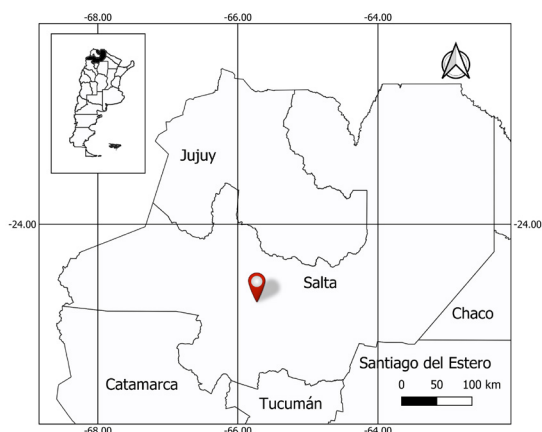 -68.00 -66.00 -64.00
Jujuy
-24.00 -24.00
Salta
Chaco
Santiago del Estero
Catamarca
0 50 100 km
Tucumán
-68.00 -66.00 -64.00